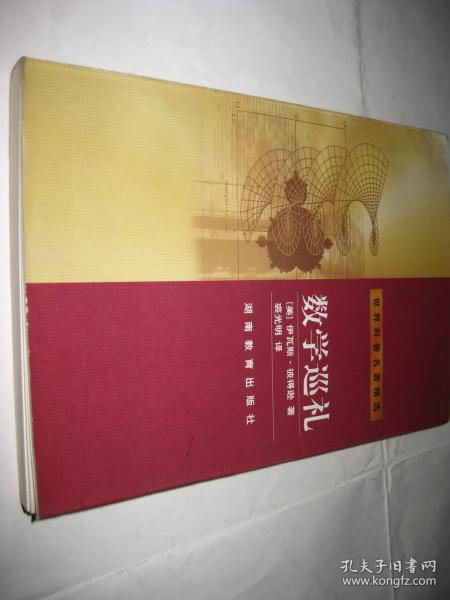 世界科普名著精选
数学巡礼
[美] 伊瓦斯·彼得逊 著
裘光明 译
湖南教育出版社
孔夫子旧书网
www.kongfz.com